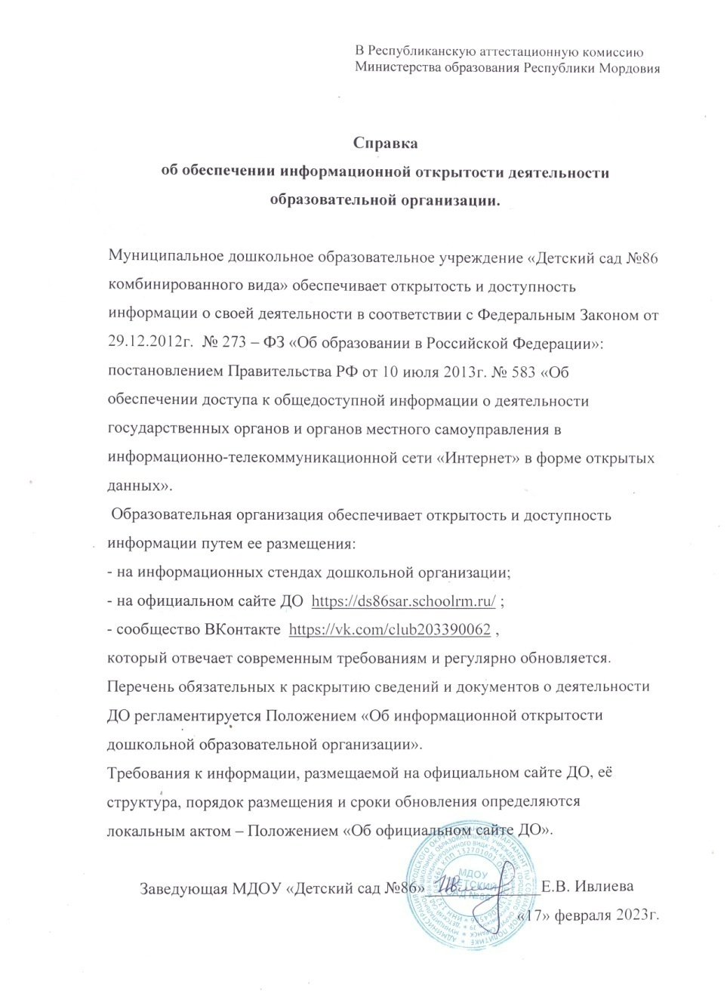 В Республиканскую аттестационную комиссию
Министерства образования Республики Мордовия
Справка
об обеспечении информационной открытости деятельности
образовательной организации.
Муниципальное дошкольное образовательное учреждение «Детский сад №86
комбинированного вида» обеспечивает открытость и доступность
информации о своей деятельности в соответствии с Федеральным Законом от
29.12.2012г. № 273 – ФЗ «Об образовании в Российской Федерации»:
постановлением Правительства РФ от 10 июля 2013г. № 583 «Об
обеспечении доступа к общедоступной информации о деятельности
государственных органов и органов местного самоуправления в
информационно-телекоммуникационной сети «Интернет» в форме открытых
данных».
Образовательная организация обеспечивает открытость и доступность
информации путем ее размещения:
- на информационных стендах дошкольной организации;
- на официальном сайте ДО https://ds86sar.schoolrm.ru/ ;
- сообщество ВКонтакте https://vk.com/club203390062 ,
который отвечает современным требованиям и регулярно обновляется.
Перечень обязательных к раскрытию сведений и документов о деятельности
ДО регламентируется Положением «Об информационной открытости
дошкольной образовательной организации».
Требования к информации, размещаемой на официальном сайте ДО, её
структура, порядок размещения и сроки обновления определяются
локальным актом – Положением «Об официальном сайте ДО».
Заведующая МДОУ «Детский сад №86» Е.В. Ивлиева
«17» февраля 2023г.
МДОУ
ДЕТСКИЙ
САД №86